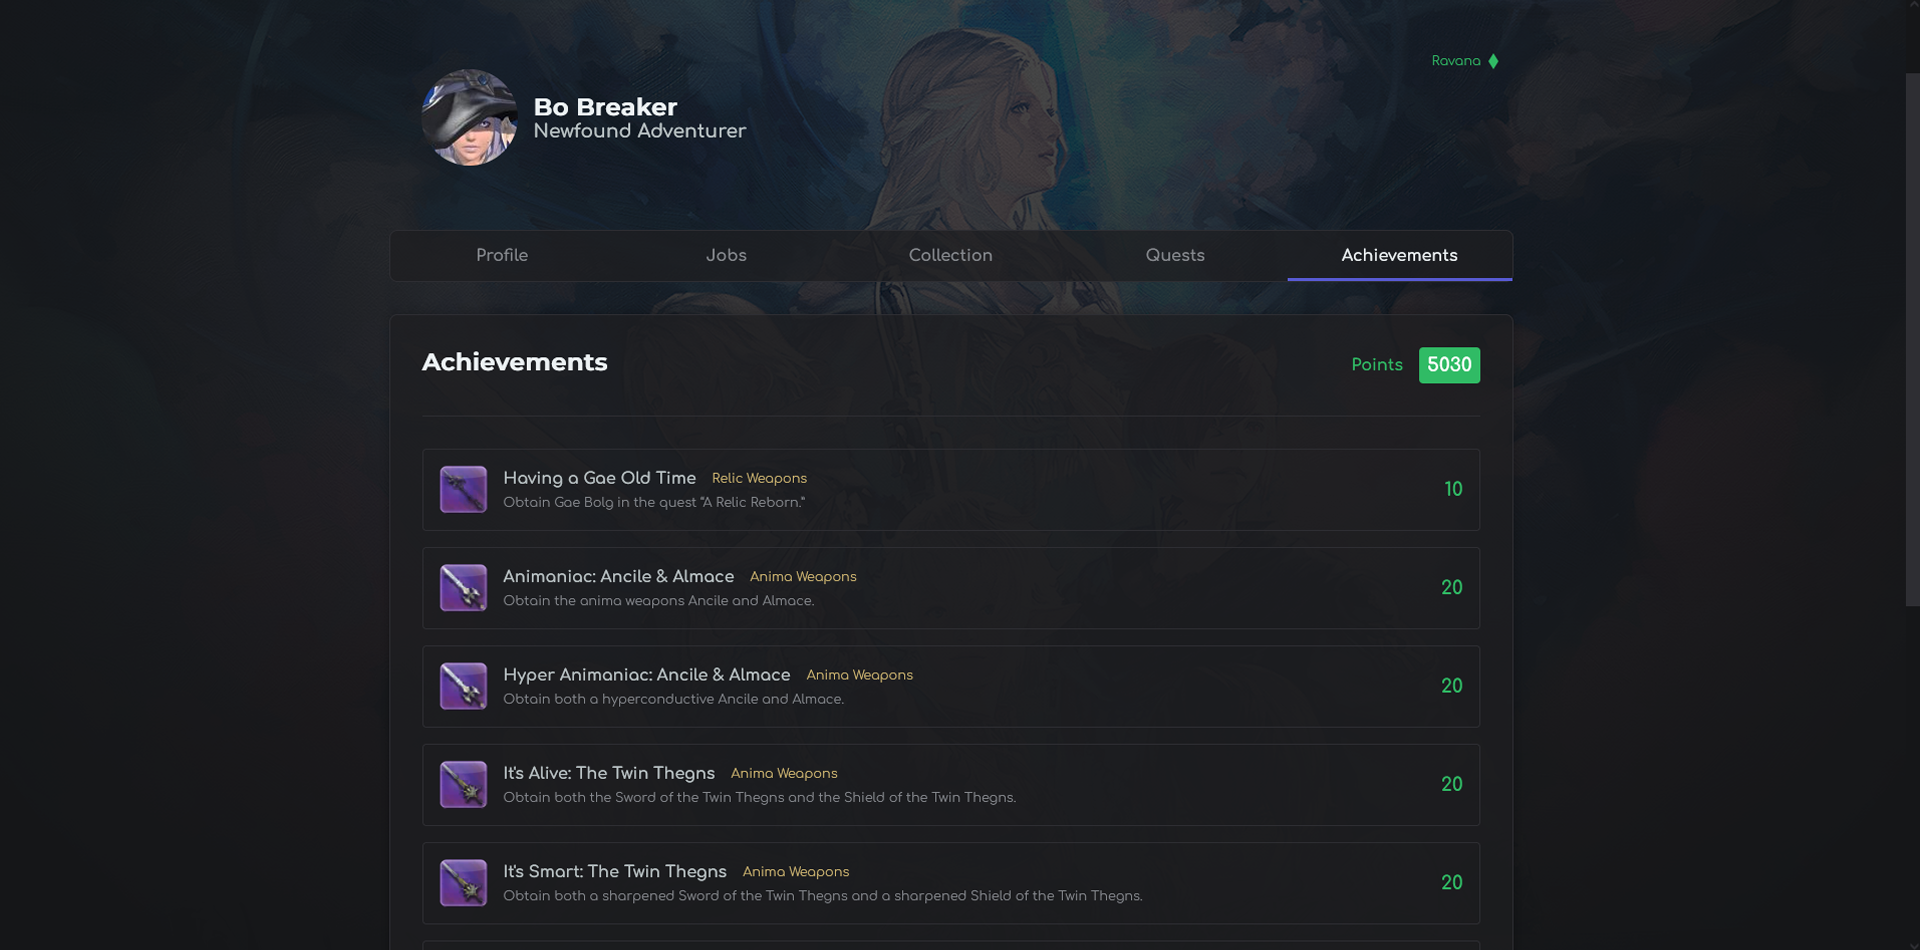 Ravana
Bo Breaker
Newfound Adventurer
Profile Jobs Collection Quests Achievements
Achievements Points 5030
Having a Gae Old Time Relic Weapons
Obtain Gae Bolg in the quest “A Relic Reborn.”
10
Animaniac: Ancile & Almace Anima Weapons
Obtain the anima weapons Ancile and Almace.
20
Hyper Animaniac: Ancile & Almace Anima Weapons
Obtain both a hyperconductive Ancile and Almace.
20
It's Alive: The Twin Thegns Anima Weapons
Obtain both the Sword of the Twin Thegns and the Shield of the Twin Thegns.
20
It's Smart: The Twin Thegns Anima Weapons
Obtain both a sharpened Sword of the Twin Thegns and a sharpened Shield of the Twin Thegns.
20